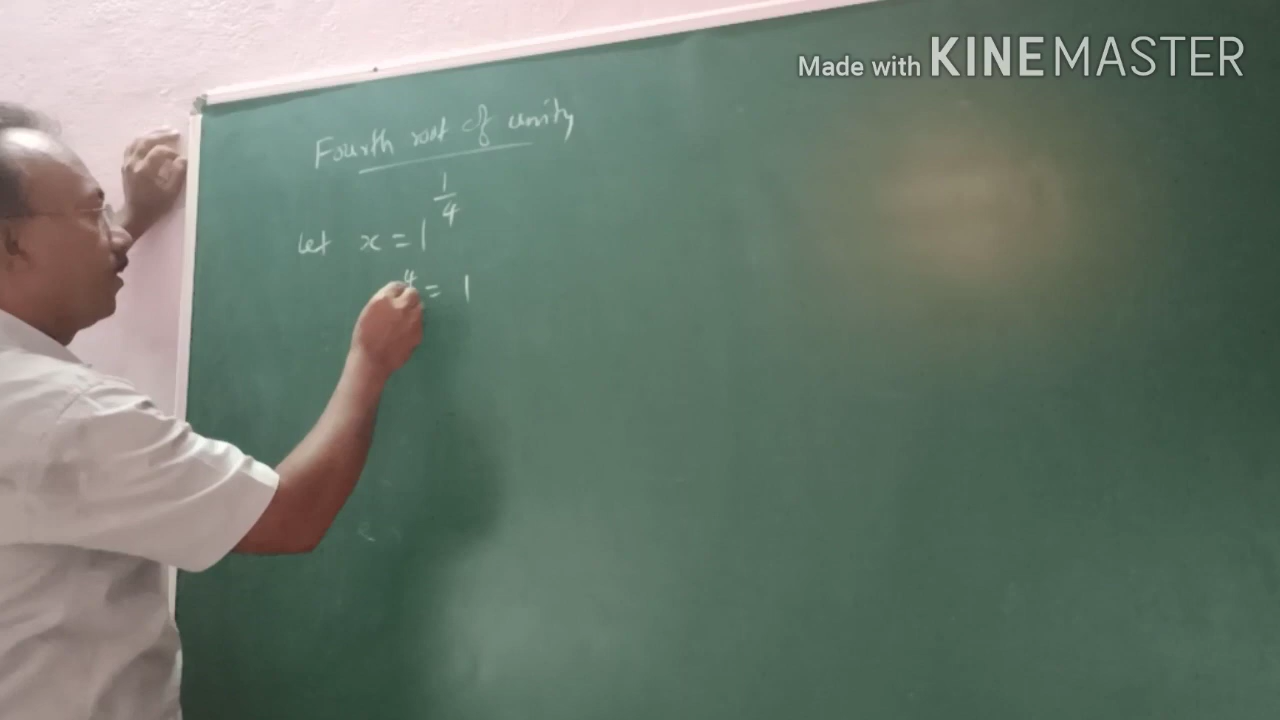 Made with KINEMASTER
Fourth root of unity
Let x = 1^{1/4}
4 = 1